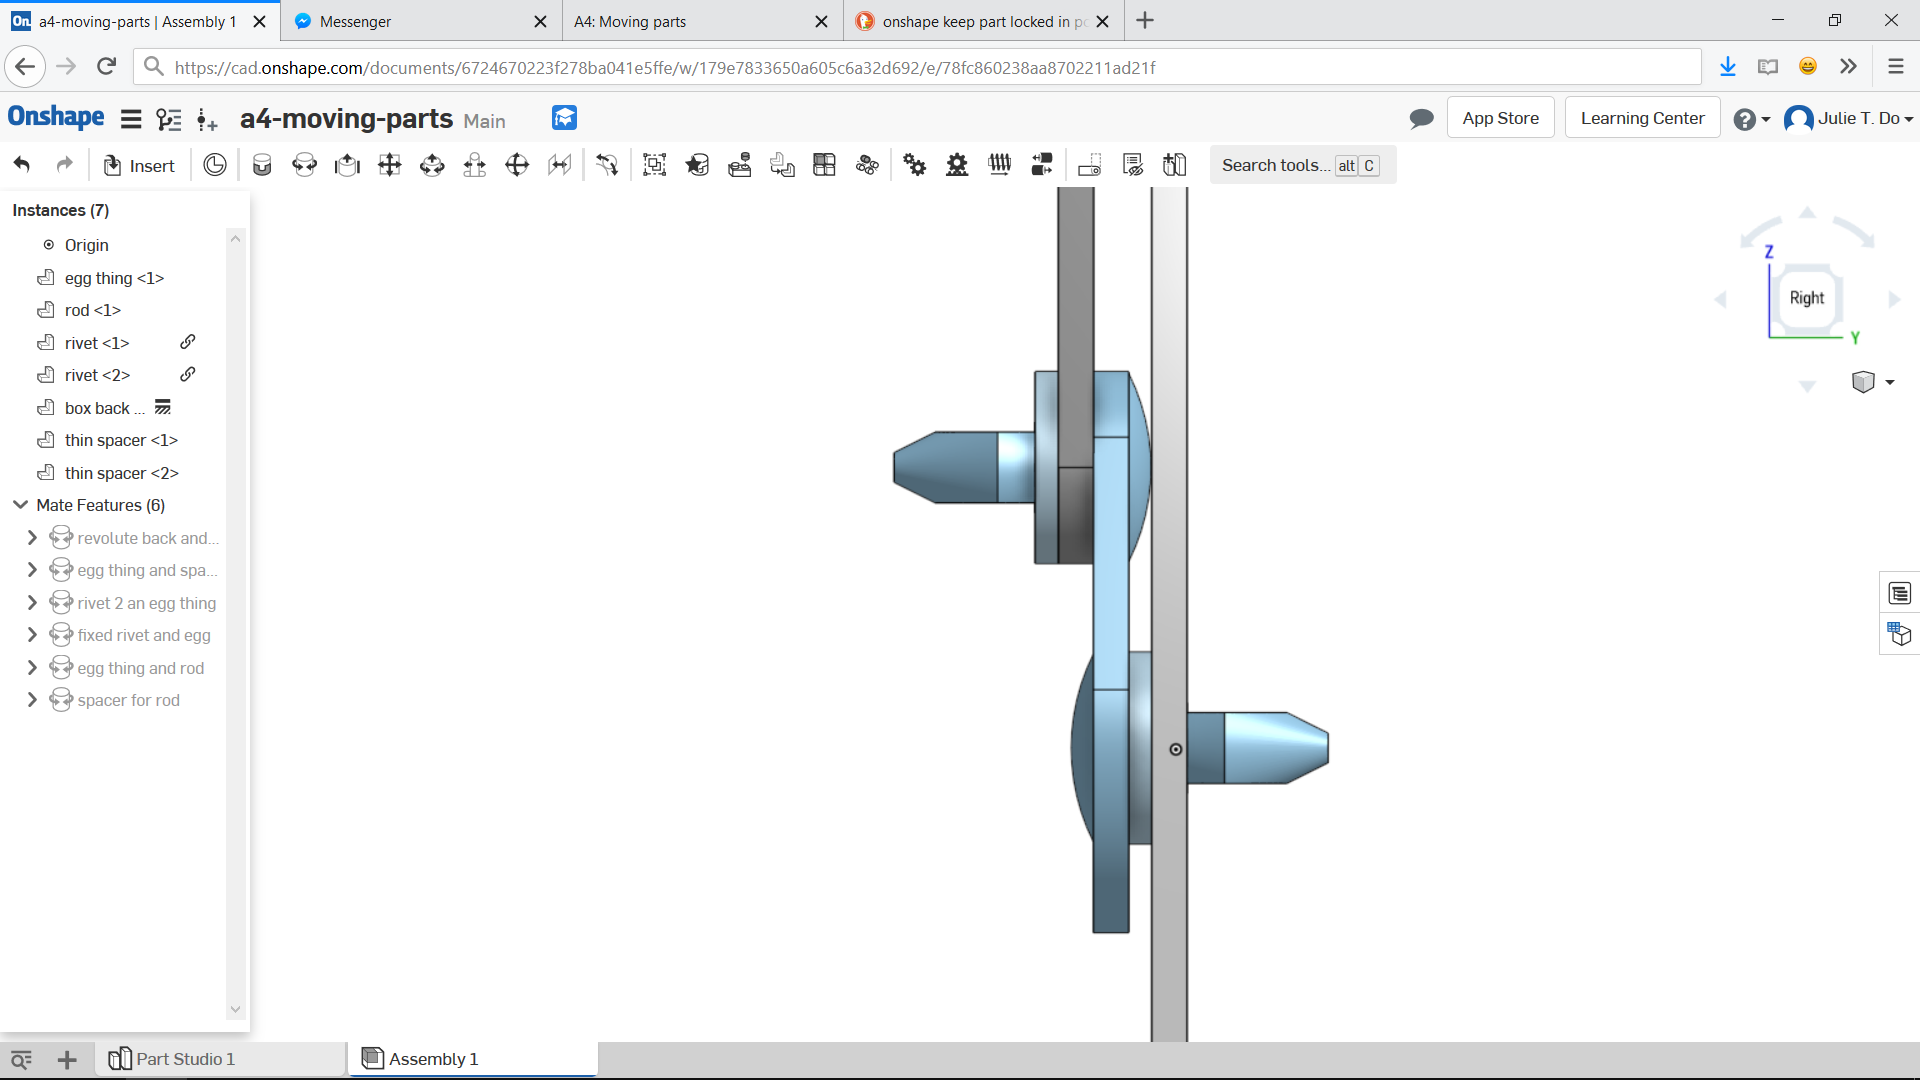 a4-moving-parts | Assembly 1
Messenger
A4: Moving parts
onshape keep part locked in po
https://cad.onshape.com/documents/6724670223f278ba041e5ffe/w/179e7833650a605c6a32d692/e/78fc860238aa8702211ad21f
Onshape
a4-moving-parts Main
App Store
Learning Center
Julie T. Do
Insert
Search tools... alt C
Instances (7)
Origin
egg thing <1>
rod <1>
rivet <1>
rivet <2>
box back ...
thin spacer <1>
thin spacer <2>
Mate Features (6)
revolute back and...
egg thing and spa...
rivet 2 an egg thing
fixed rivet and egg
egg thing and rod
spacer for rod
Z
Right
Y
Part Studio 1
Assembly 1